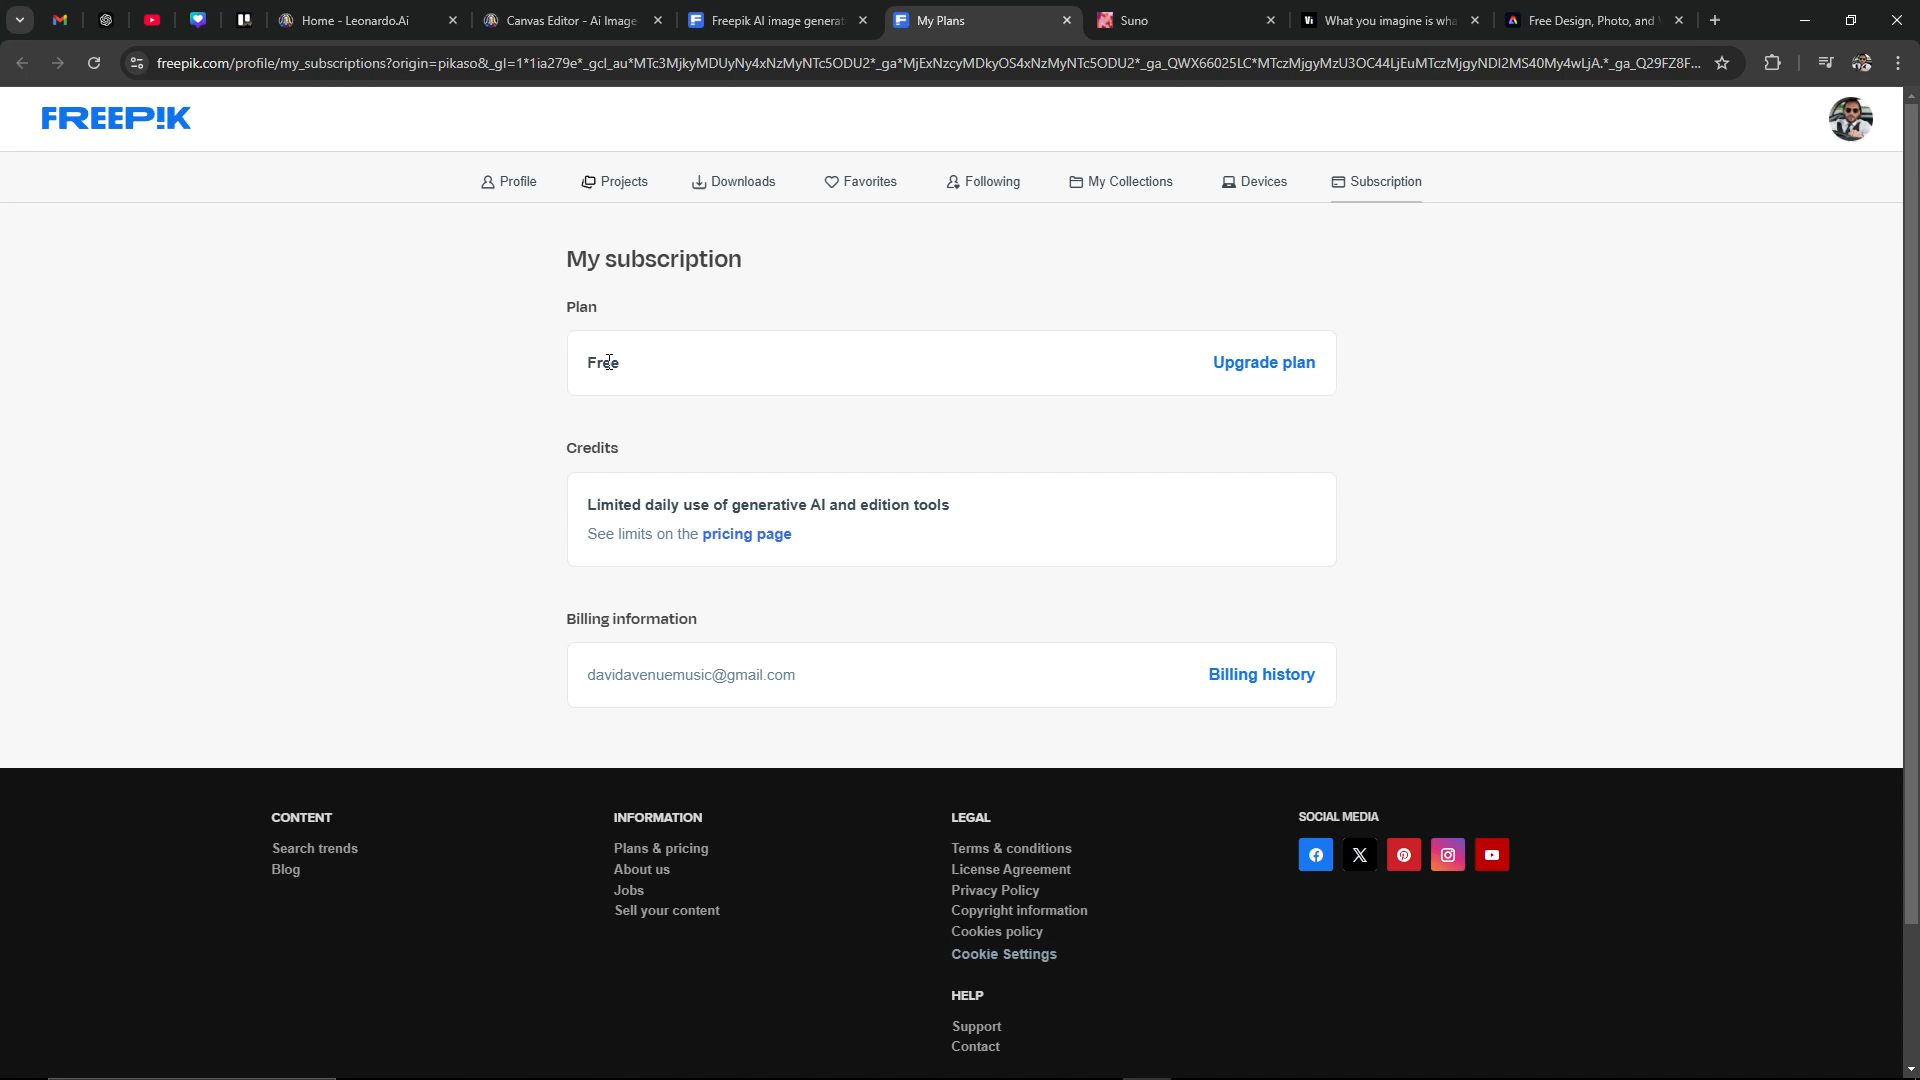 Home - Leonardo.Ai
Canvas Editor - Ai Image
Freepik AI image generat
My Plans
Suno
What you imagine is wha
Free Design, Photo, and
freepik.com/profile/my_subscriptions?origin=pikaso&_gl=1*1ia279e*_gcl_au*MTc3MjkyMDUyNy4xNzMyNTc5ODU2*_ga*MjExNzcyMDkyOS4xNzMyNTc5ODU2*_ga_QWX66025LC*MTczMjgyMzU3OC44LjEuMTczMjgyNDI2MS40My4wLjA.*_ga_Q29FZ8F...
FREEP!K
Profile
Projects
Downloads
Favorites
Following
My Collections
Devices
Subscription
My subscription
Plan
Free
Upgrade plan
Credits
Limited daily use of generative AI and edition tools
See limits on the pricing page
Billing information
davidavenuemusic@gmail.com
Billing history
CONTENT
Search trends
Blog
INFORMATION
Plans & pricing
About us
Jobs
Sell your content
LEGAL
Terms & conditions
License Agreement
Privacy Policy
Copyright information
Cookies policy
Cookie Settings
HELP
Support
Contact
SOCIAL MEDIA